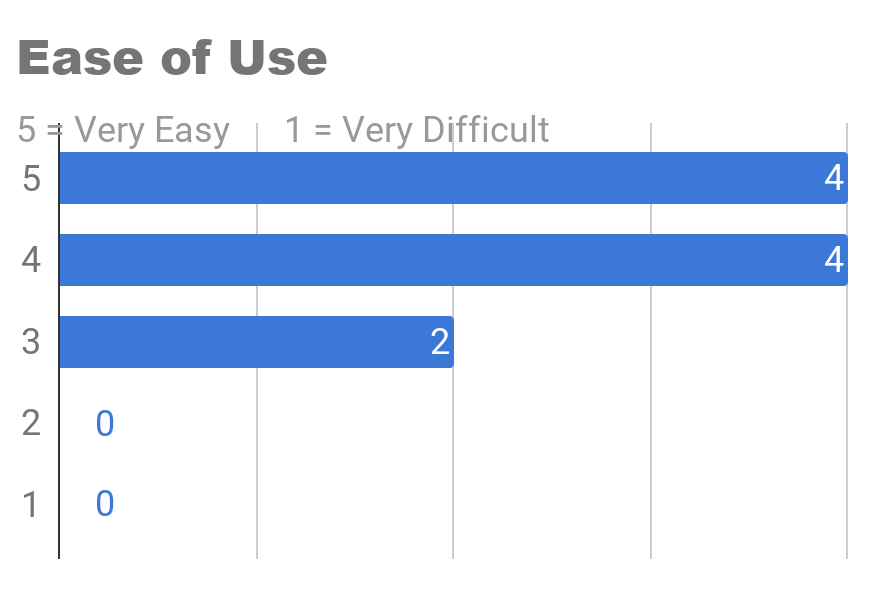 Ease of Use
5 = Very Easy 1 = Very Difficult
5 4
4 4
3 2
2 0
1 0